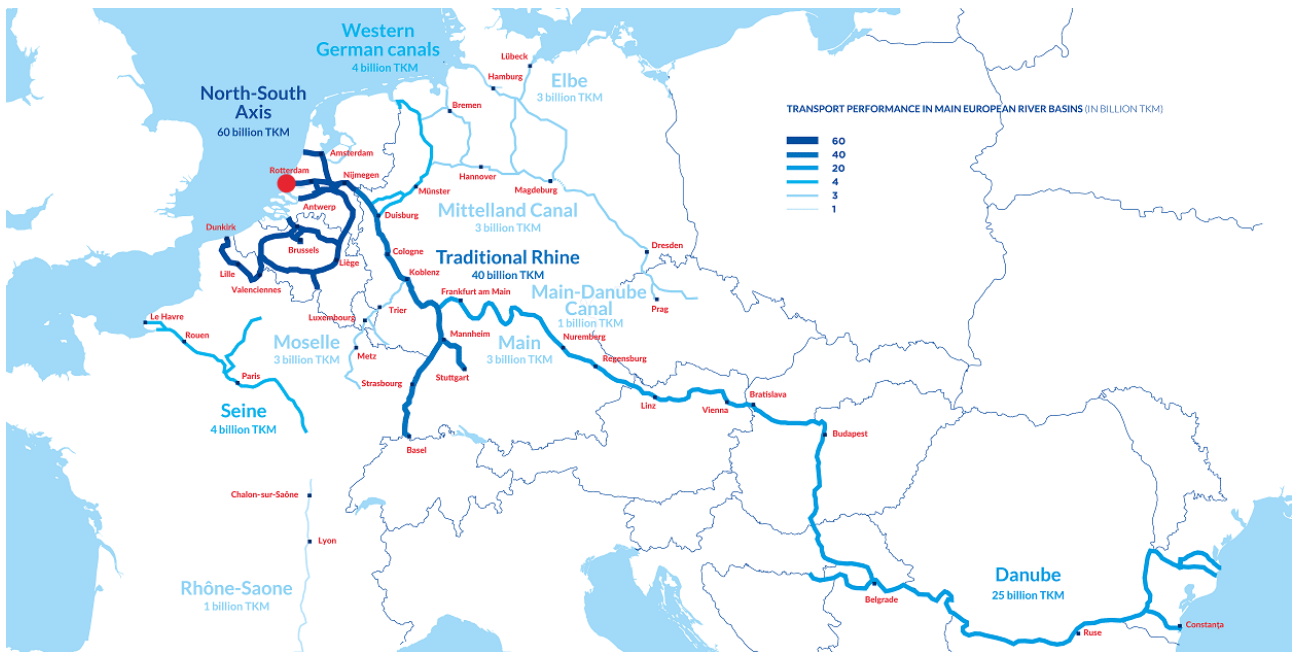 Western
German canals
4 billion TKM
Lübeck
Hamburg
Elbe
3 billion TKM
North-South
Axis
60 billion TKM
Bremen
TRANSPORT PERFORMANCE IN MAIN EUROPEAN RIVER BASINS (IN BILLION TKM)
60
40
20
4
3
1
Amsterdam
Rotterdam
Nijmegen
Hannover
Magdeburg
Münster
Antwerp
Duisburg
Mittelland Canal
3 billion TKM
Dunkirk
Brussels
Cologne
Dresden
Liège
Traditional Rhine
40 billion TKM
Lille
Koblenz
Valenciennes
Frankfurt am Main
Main-Danube
Canal
1 billion TKM
Prag
Trier
Luxembourg
Le Havre
Rouen
Moselle
3 billion TKM
Mannheim
Main
3 billion TKM
Nuremberg
Metz
Regensburg
Paris
Strasbourg
Stuttgart
Seine
4 billion TKM
Linz
Vienna
Bratislava
Budapest
Basel
Chalon-sur-Saône
Lyon
Rhône-Saone
1 billion TKM
Danube
25 billion TKM
Belgrade
Ruse
Constanța